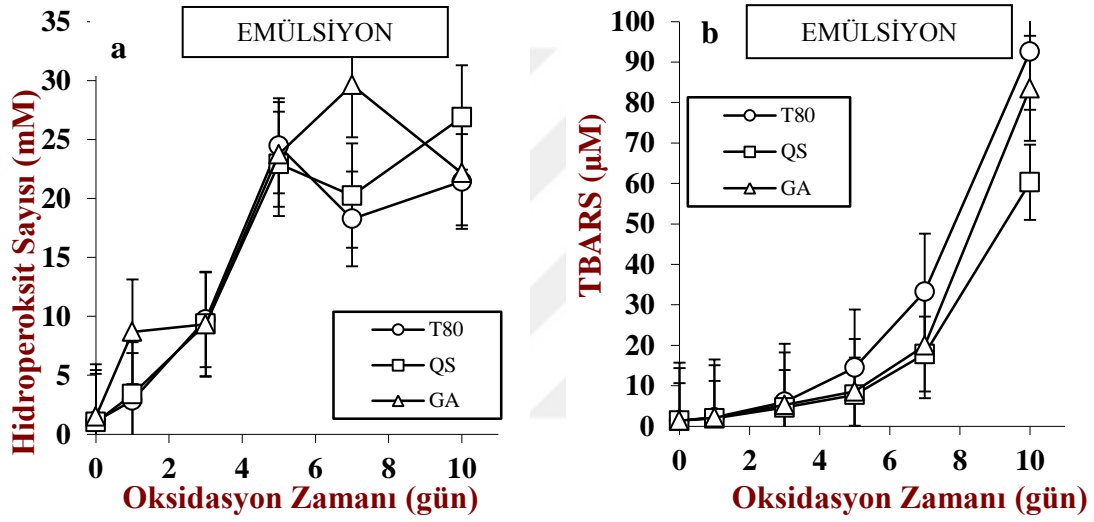 a
EMÜLSİYON
Hidroperoksit Sayısı (mM)
35
30
25
20
15
10
5
0
T80
QS
GA
0 2 4 6 8 10
Oksidasyon Zamanı (gün)
b
EMÜLSİYON
TBARS (µM)
100
90
80
70
60
50
40
30
20
10
0
T80
QS
GA
0 2 4 6 8 10
Oksidasyon Zamanı (gün)